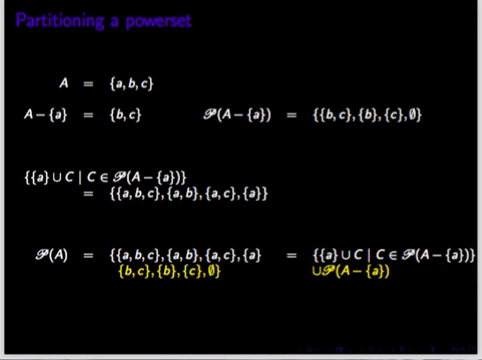 Partitioning a powerset
A = {a, b, c}
A − {a} = {b, c} 𝒫(A − {a}) = {{b, c}, {b}, {c}, ∅}
{{a} ∪ C | C ∈ 𝒫(A − {a})}
= {{a, b, c}, {a, b}, {a, c}, {a}}
𝒫(A) = {{a, b, c}, {a, b}, {a, c}, {a} = {{a} ∪ C | C ∈ 𝒫(A − {a})}
{b, c}, {b}, {c}, ∅} ∪𝒫(A − {a})